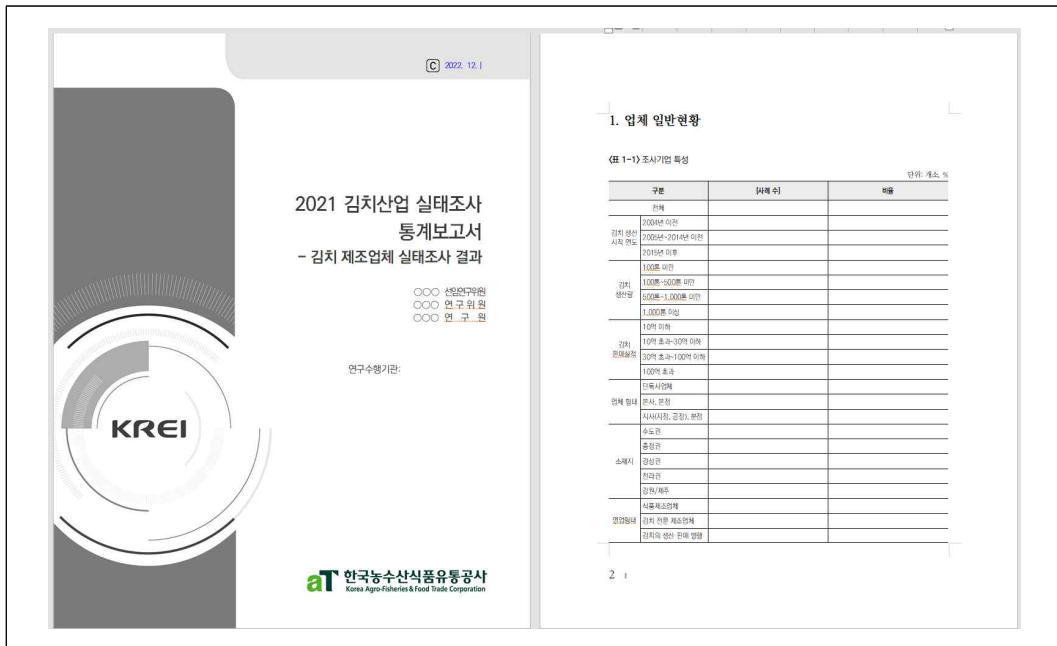 C 2022. 12.
2021 김치산업 실태조사
통계보고서
- 김치 제조업체 실태조사 결과
○○○ 선임연구위원
○○○ 연구위원
○○○ 연구원
연구수행기관:
KREI
aT 한국농수산식품유통공사
Korea Agro-Fisheries & Food Trade Corporation
1. 업체 일반현황
<표 1-1> 조사기업 특성
단위: 개소, %
구분 [사례 수] 비율
전체
김치 생산 시작 연도
2004년 이전
2005년~2014년 이전
2015년 이후
김치 생산량
100톤 미만
100톤~500톤 미만
500톤~1,000톤 미만
1,000톤 이상
김치 판매실적
10억 이하
10억 초과~30억 이하
30억 초과~100억 이하
100억 초과
업체 형태
단독사업체
본사, 본점
지사(지점, 공장), 분점
소재지
수도권
충청권
경상권
전라권
강원/제주
영업형태
식품제조업체
김치 전문 제조업체
김치의 생산·판매 병행
2